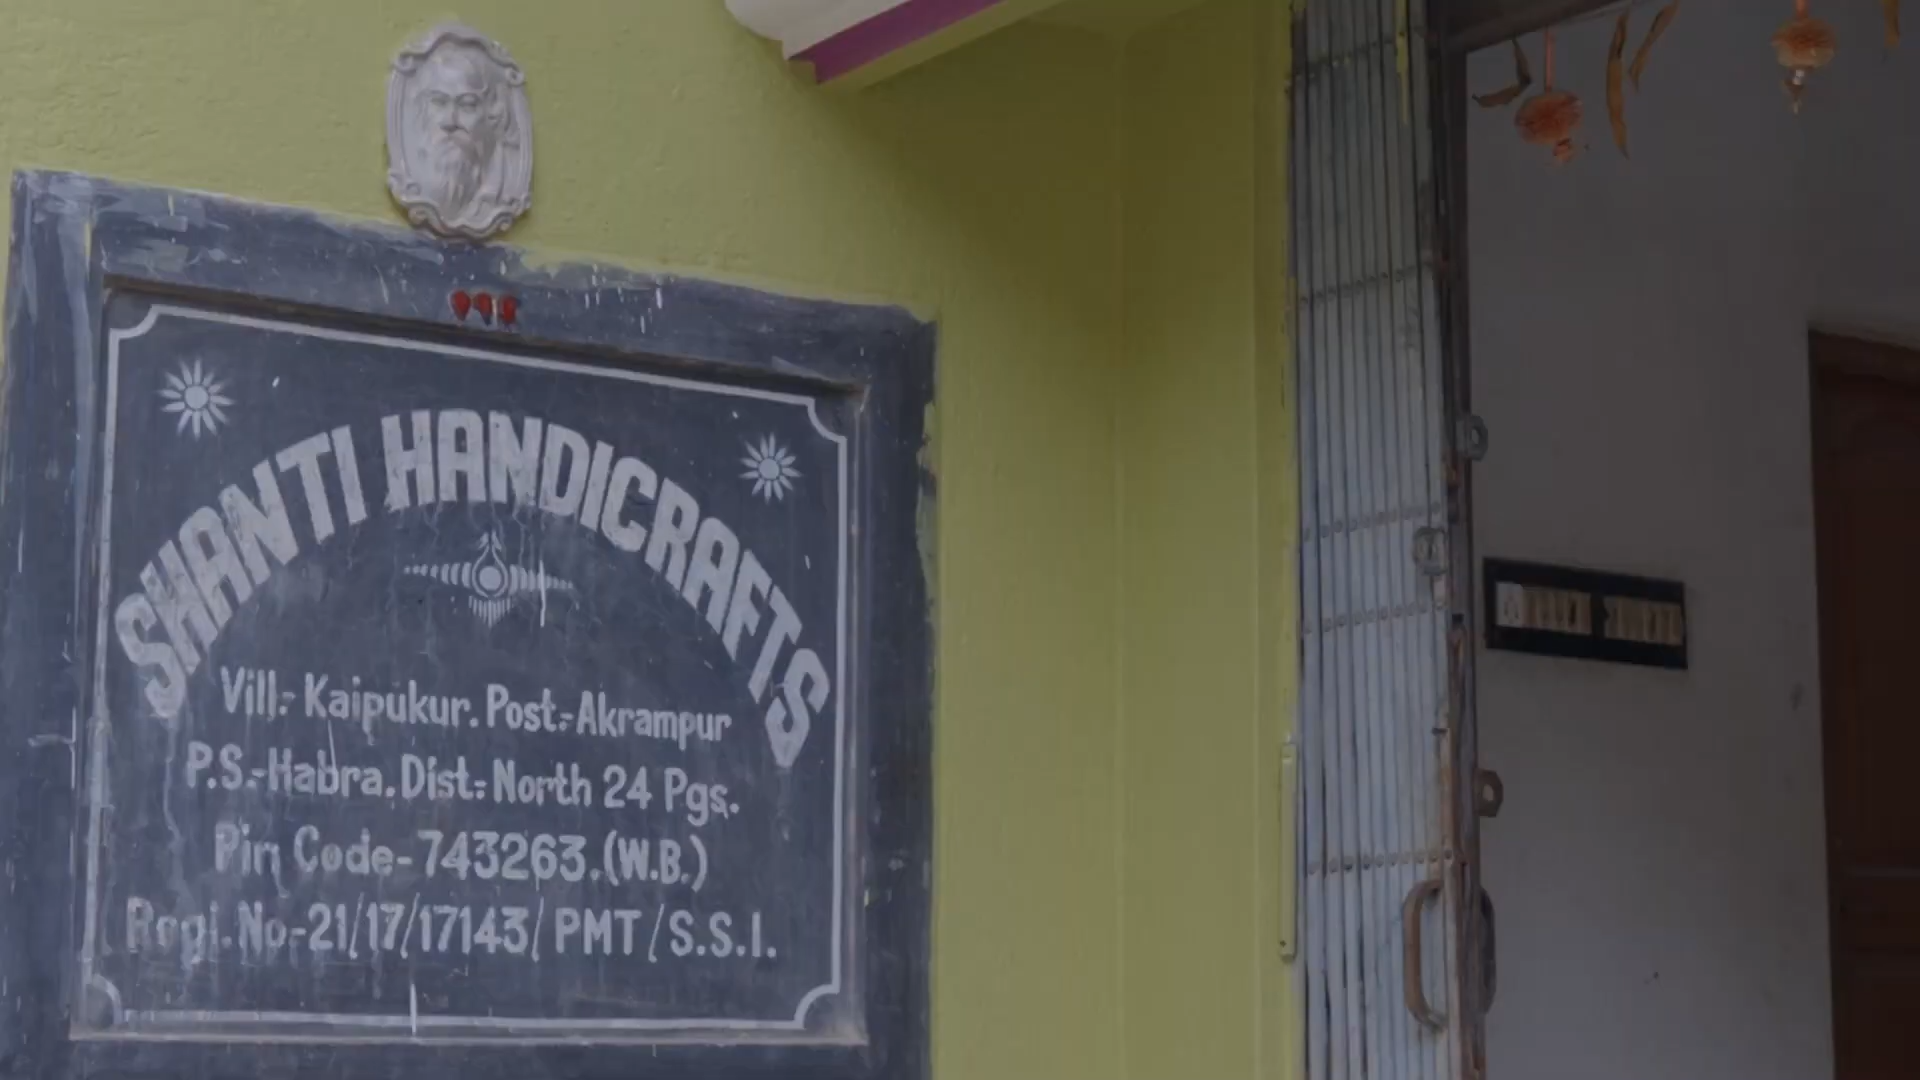 SHANTI HANDICRAFTS
Vill.- Kaipukur. Post.-Akrampur
P.S.-Habra. Dist.- North 24 Pgs.
Pin Code- 743263.(W.B.)
Regi. No.-21/17/17143/ PMT / S.S.I.